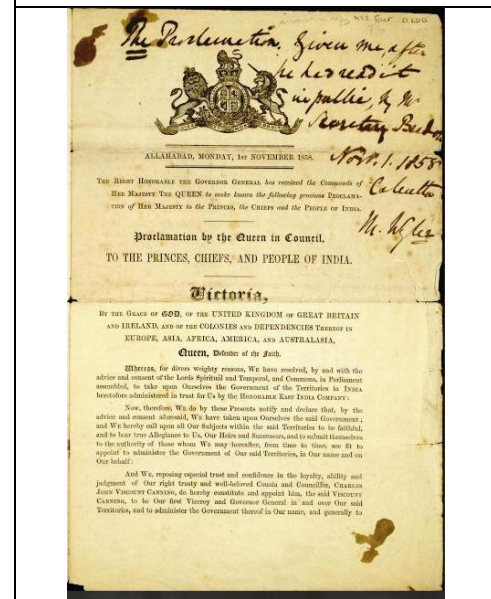 The Proclamation. Given me, after
he had read it
in public, by Mr
Secretary Beadon
Nov. 1. 1858
Calcutta
M. Wylie
ALLAHABAD, MONDAY, 1ST NOVEMBER 1858.
THE RIGHT HONORABLE THE GOVERNOR GENERAL has received the Commands of
HER MAJESTY THE QUEEN to make known the following gracious PROCLAMA-
TION of HER MAJESTY to the PRINCES, the CHIEFS and the PEOPLE OF INDIA.
Proclamation by the Queen in Council,
TO THE PRINCES, CHIEFS, AND PEOPLE OF INDIA.
Victoria,
BY THE GRACE OF GOD, OF THE UNITED KINGDOM OF GREAT BRITAIN
AND IRELAND, AND OF THE COLONIES AND DEPENDENCIES THEREOF IN
EUROPE, ASIA, AFRICA, AMERICA, AND AUSTRALASIA,
Queen, Defender of the Faith.
Whereas, for divers weighty reasons, WE have resolved, by and with the
advice and consent of the Lords Spiritual and Temporal, and Commons, in Parliament
assembled, to take upon Ourselves the Government of the Territories in INDIA
heretofore administered in trust for Us by the HONORABLE EAST INDIA COMPANY:
NOW, therefore, WE do by these Presents notify and declare that, by the
advice and consent aforesaid, WE have taken upon Ourselves the said Government;
and WE hereby call upon all Our Subjects within the said Territories to be faithful,
and to bear true Allegiance to Us, Our Heirs and Successors, and to submit themselves
to the authority of those whom WE may hereafter, from time to time, see fit to
appoint to administer the Government of Our said Territories, in Our name and on
Our behalf:
And WE, reposing especial trust and confidence in the loyalty, ability and
judgment of Our right trusty and well-beloved Cousin and Councillor, CHARLES
JOHN VISCOUNT CANNING, do hereby constitute and appoint him, the said VISCOUNT
CANNING, to be Our first Viceroy and Governor General in and over Our said
Territories, and to administer the Government thereof in Our name, and generally to